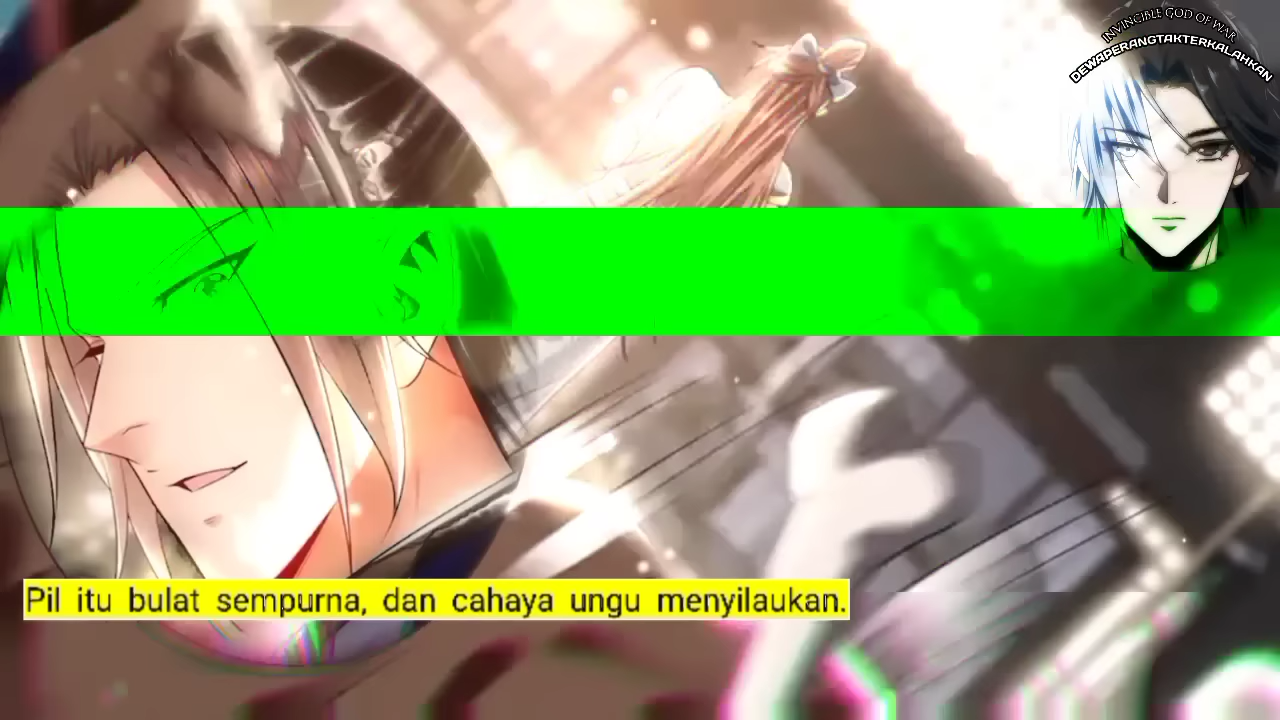 INVINCIBLE GOD OF WAR
DEWAPERANGTAKTERKALAHKAN
Pil itu bulat sempurna, dan cahaya ungu menyilaukan.